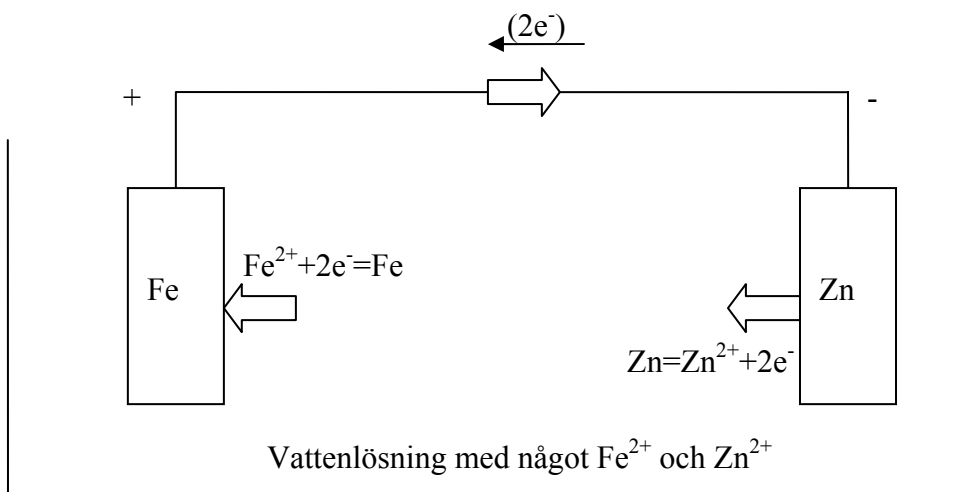 (2e⁻)
+ -
Fe²⁺+2e⁻=Fe
Fe
Zn
Zn=Zn²⁺+2e⁻
Vattenlösning med något Fe²⁺ och Zn²⁺